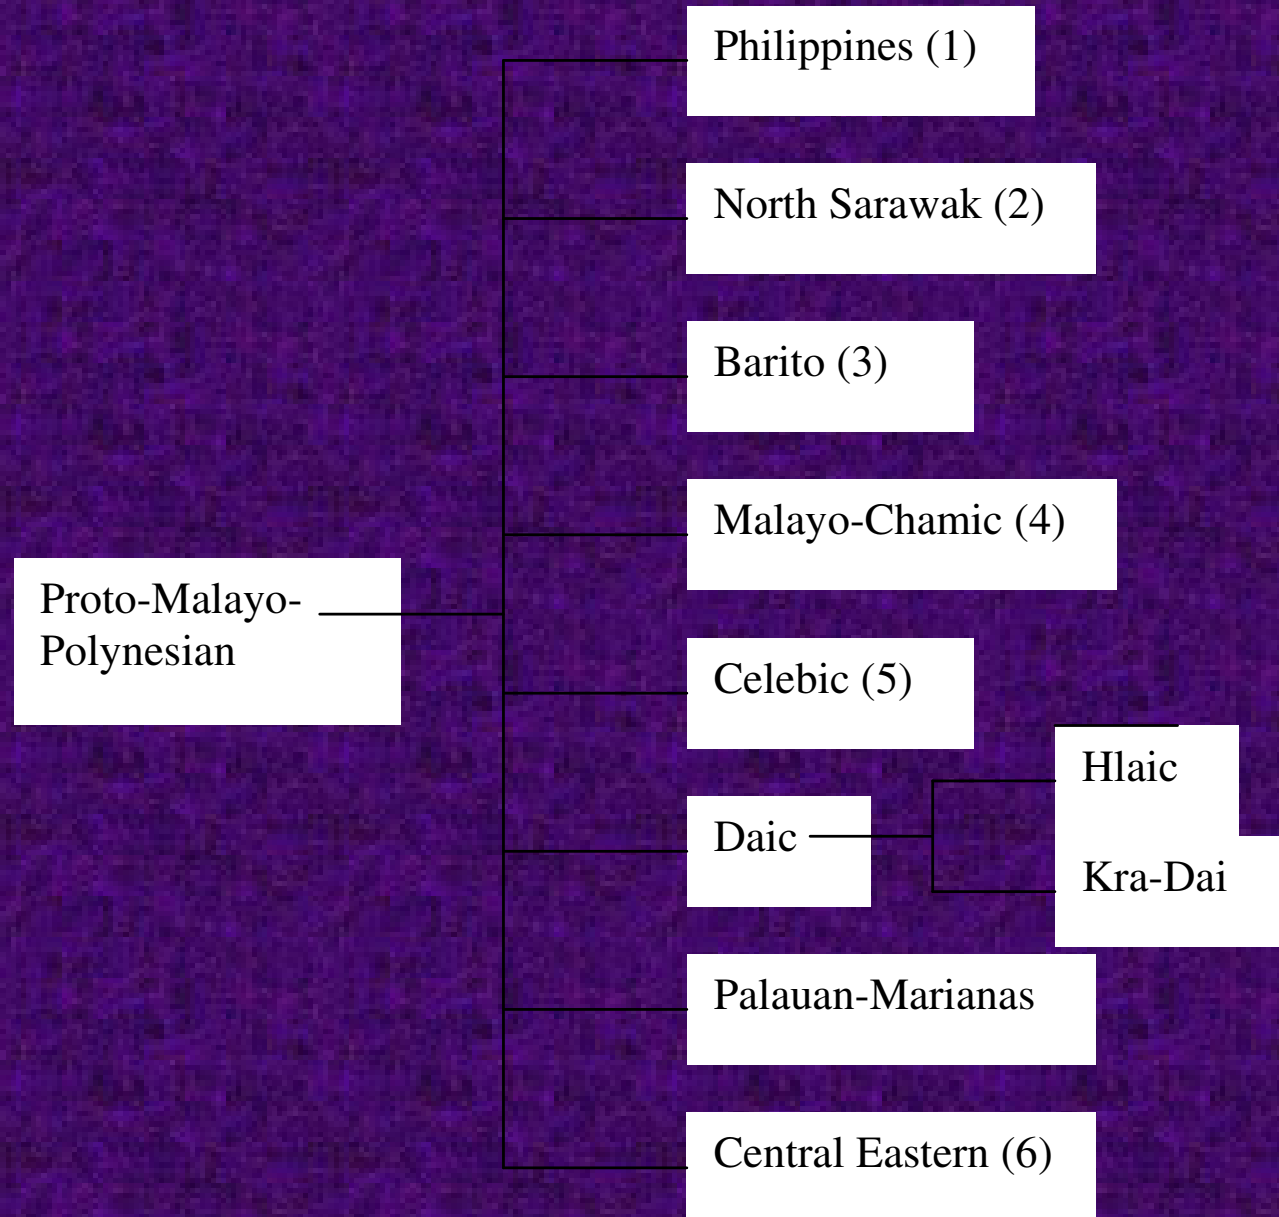 Philippines (1)
North Sarawak (2)
Barito (3)
Malayo-Chamic (4)
Proto-Malayo-
Polynesian
Celebic (5)
Hlaic
Daic
Kra-Dai
Palauan-Marianas
Central Eastern (6)